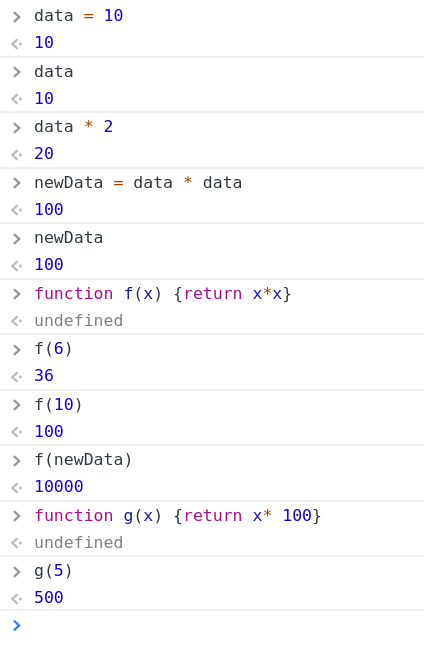 data = 10
10
data
10
data * 2
20
newData = data * data
100
newData
100
function f(x) {return x*x}
undefined
f(6)
36
f(10)
100
f(newData)
10000
function g(x) {return x* 100}
undefined
g(5)
500